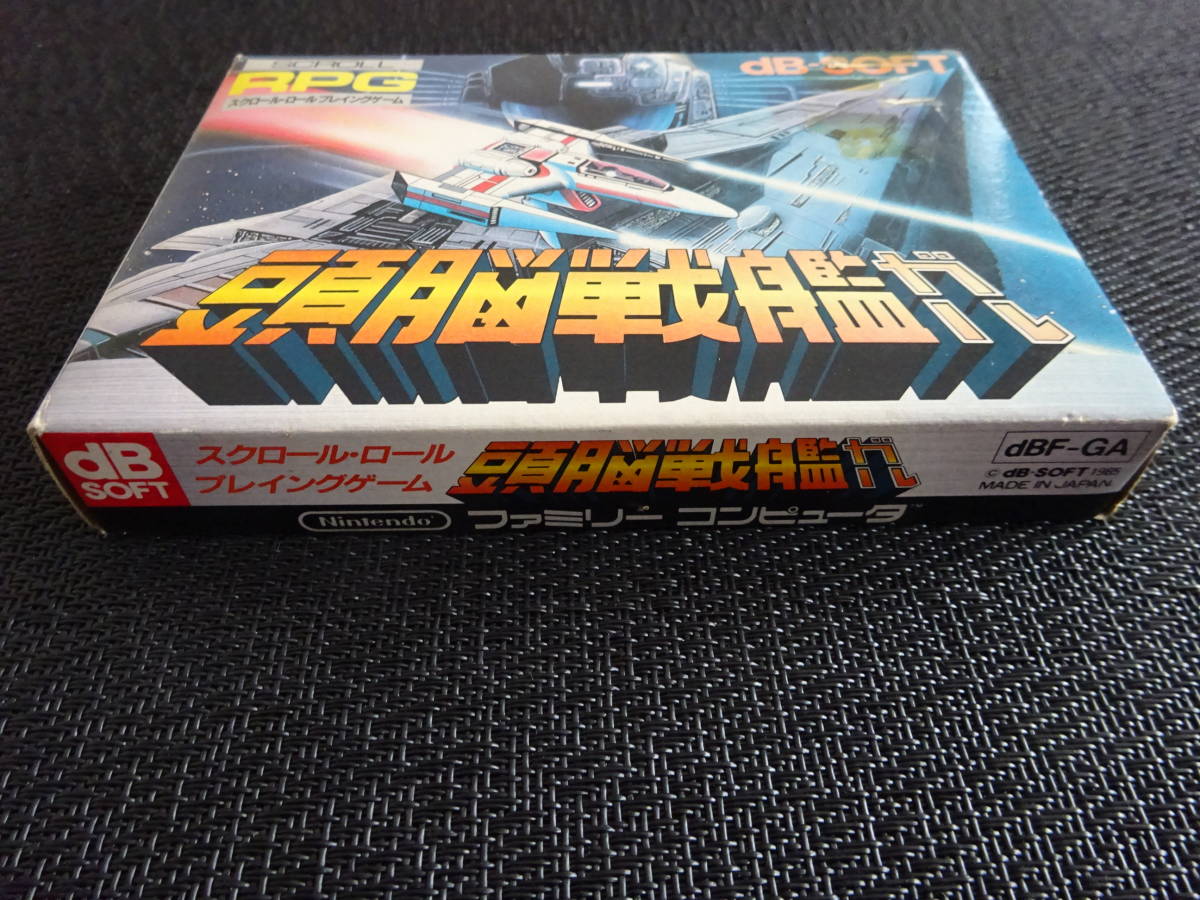 SCROLL
RPG
スクロール・ロールプレイングゲーム
dB-SOFT
頭脳戦艦ガル
dB
SOFT
スクロール・ロール
プレイングゲーム
頭脳戦艦ガル
dBF-GA
© dB-SOFT 1985
MADE IN JAPAN
Nintendo ファミリー コンピュータ™